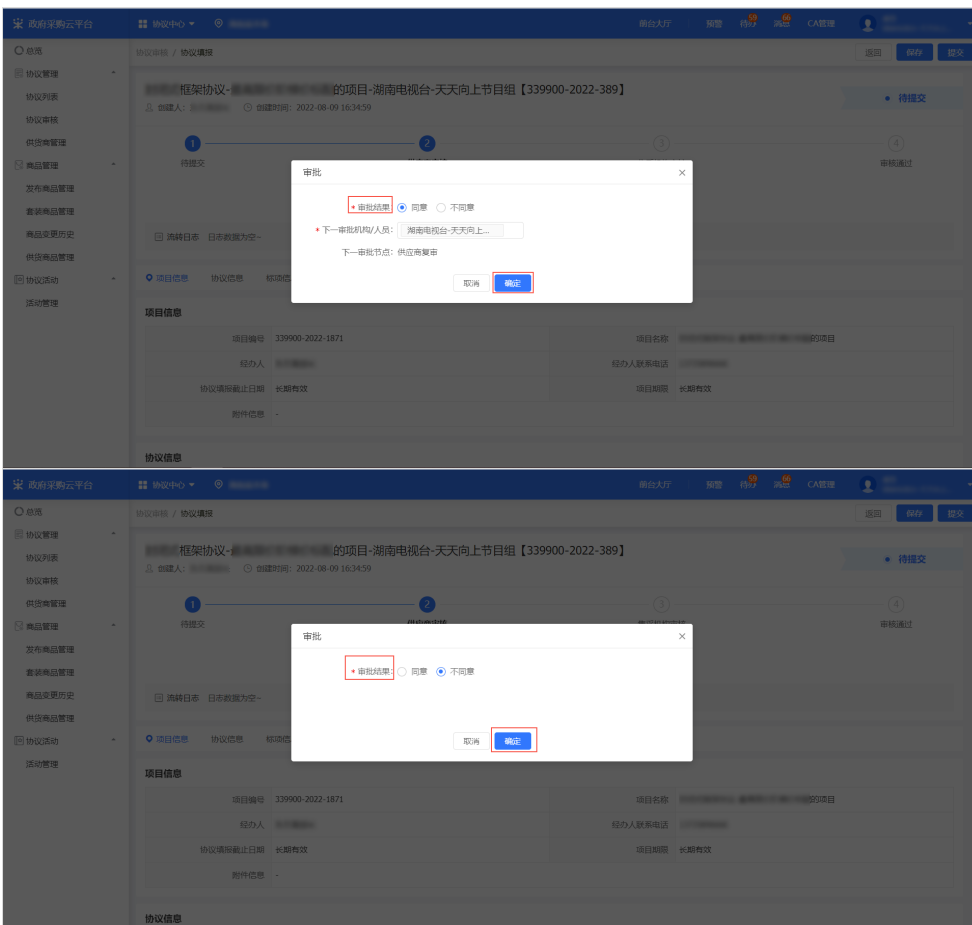 政府采购云平台
协议中心
前台大厅
预警
待办
59
消息
66
CA管理
总览
协议管理
协议列表
协议审核
供货商管理
商品管理
发布商品管理
套装商品管理
商品变更历史
供货商品管理
协议活动
活动管理
协议审核 / 协议填报
返回 保存 提交
框架协议- 的项目-湖南电视台-天天向上节目组【339900-2022-389】
创建人: 创建时间: 2022-08-09 16:34:59
待提交
1 2 3 4
待提交 审核通过
审批
* 审批结果: 同意 不同意
* 下一审批机构/人员: 湖南电视台-天天向上...
下一审批节点: 供应商复审
取消 确定
流转日志 日志数据为空~
项目信息 协议信息
项目信息
项目编号 339900-2022-1871 项目名称 的项目
经办人 经办人联系电话
协议填报截止日期 长期有效 项目期限 长期有效
附件信息 -
协议信息
政府采购云平台
协议中心
前台大厅
预警
待办
59
消息
66
CA管理
总览
协议管理
协议列表
协议审核
供货商管理
商品管理
发布商品管理
套装商品管理
商品变更历史
供货商品管理
协议活动
活动管理
协议审核 / 协议填报
返回 保存 提交
框架协议- 的项目-湖南电视台-天天向上节目组【339900-2022-389】
创建人: 创建时间: 2022-08-09 16:34:59
待提交
1 2 3 4
待提交 审核通过
审批
* 审批结果: 同意 不同意
取消 确定
流转日志 日志数据为空~
项目信息 协议信息
项目信息
项目编号 339900-2022-1871 项目名称 的项目
经办人 经办人联系电话
协议填报截止日期 长期有效 项目期限 长期有效
附件信息 -
协议信息